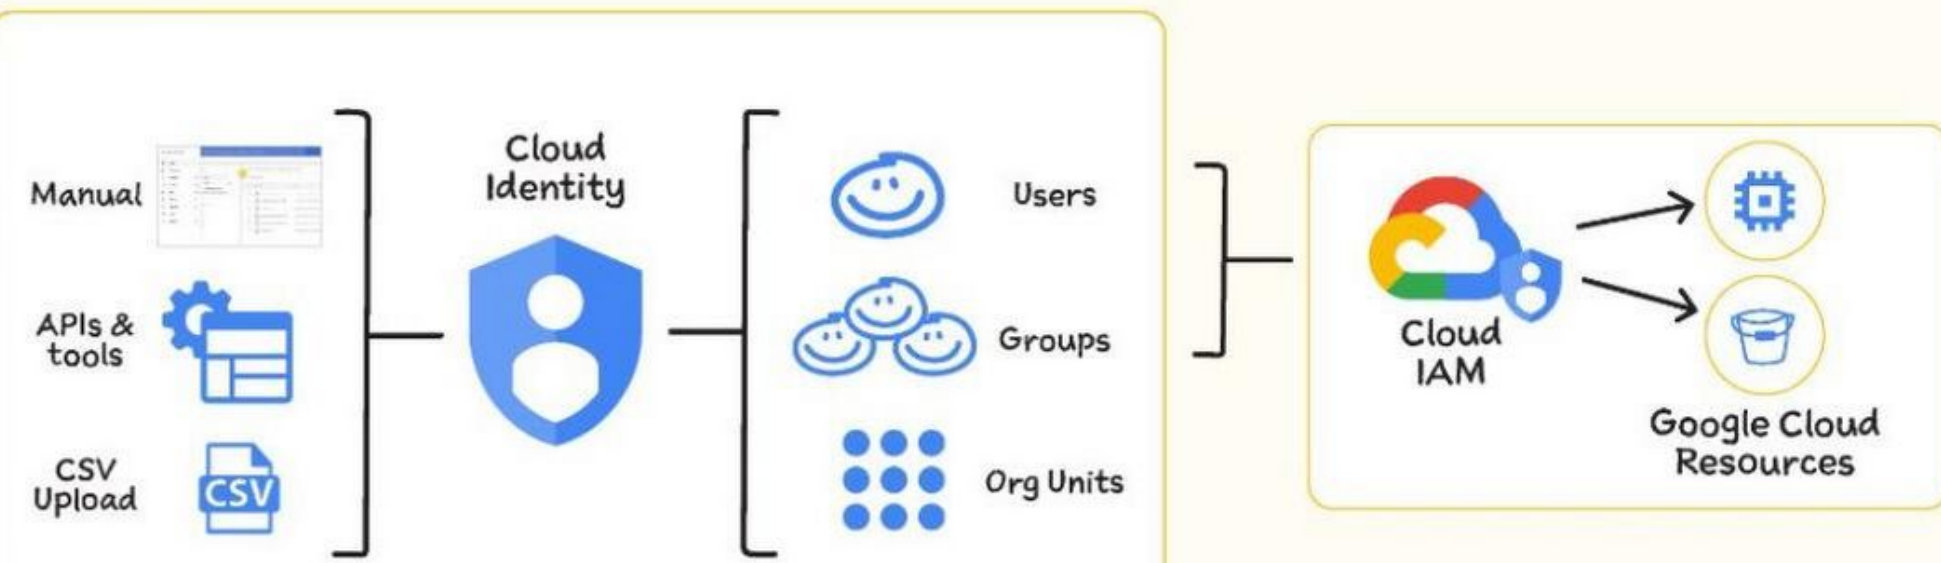 Manual
APIs &
tools
CSV
Upload
CSV
Cloud
Identity
Users
Groups
Org Units
Cloud
IAM
Google Cloud
Resources